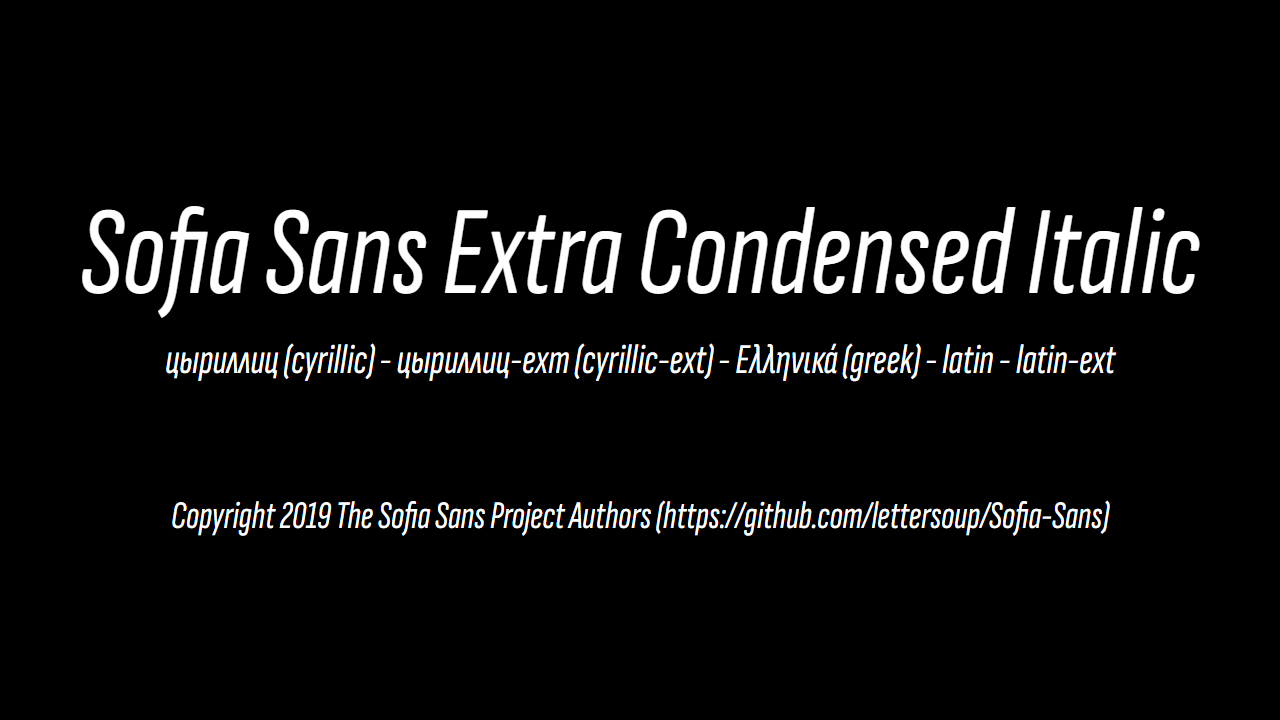 Sofia Sans Extra Condensed Italic
цыриллиц (cyrillic) - цыриллиц-ext (cyrillic-ext) - Ελληνικά (greek) - latin - latin-ext
Copyright 2019 The Sofia Sans Project Authors (https://github.com/lettersoup/Sofia-Sans)